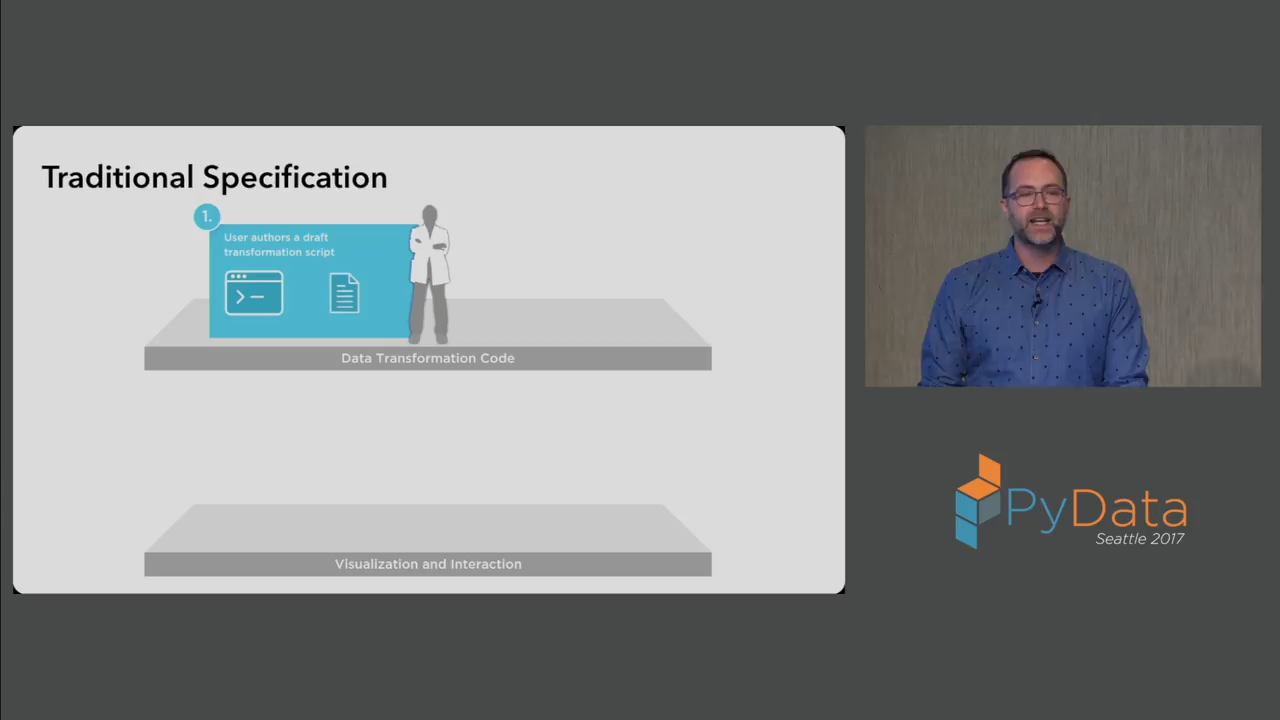 Traditional Specification
1.
User authors a draft
transformation script
Data Transformation Code
Visualization and Interaction
PyData
Seattle 2017